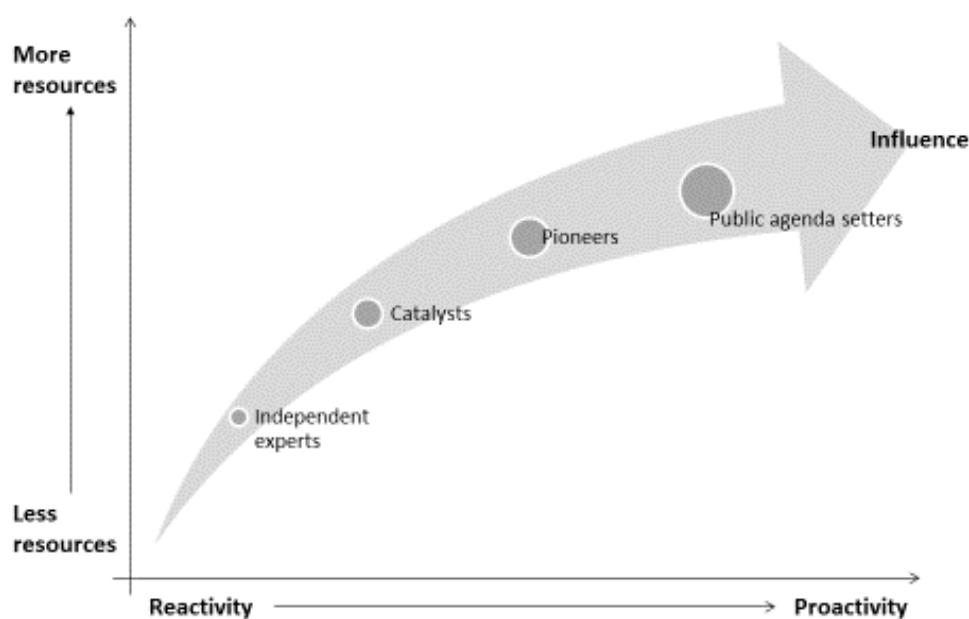 More
resources
Influence
Public agenda setters
Pioneers
Catalysts
Independent
experts
Less
resources
Reactivity
Proactivity